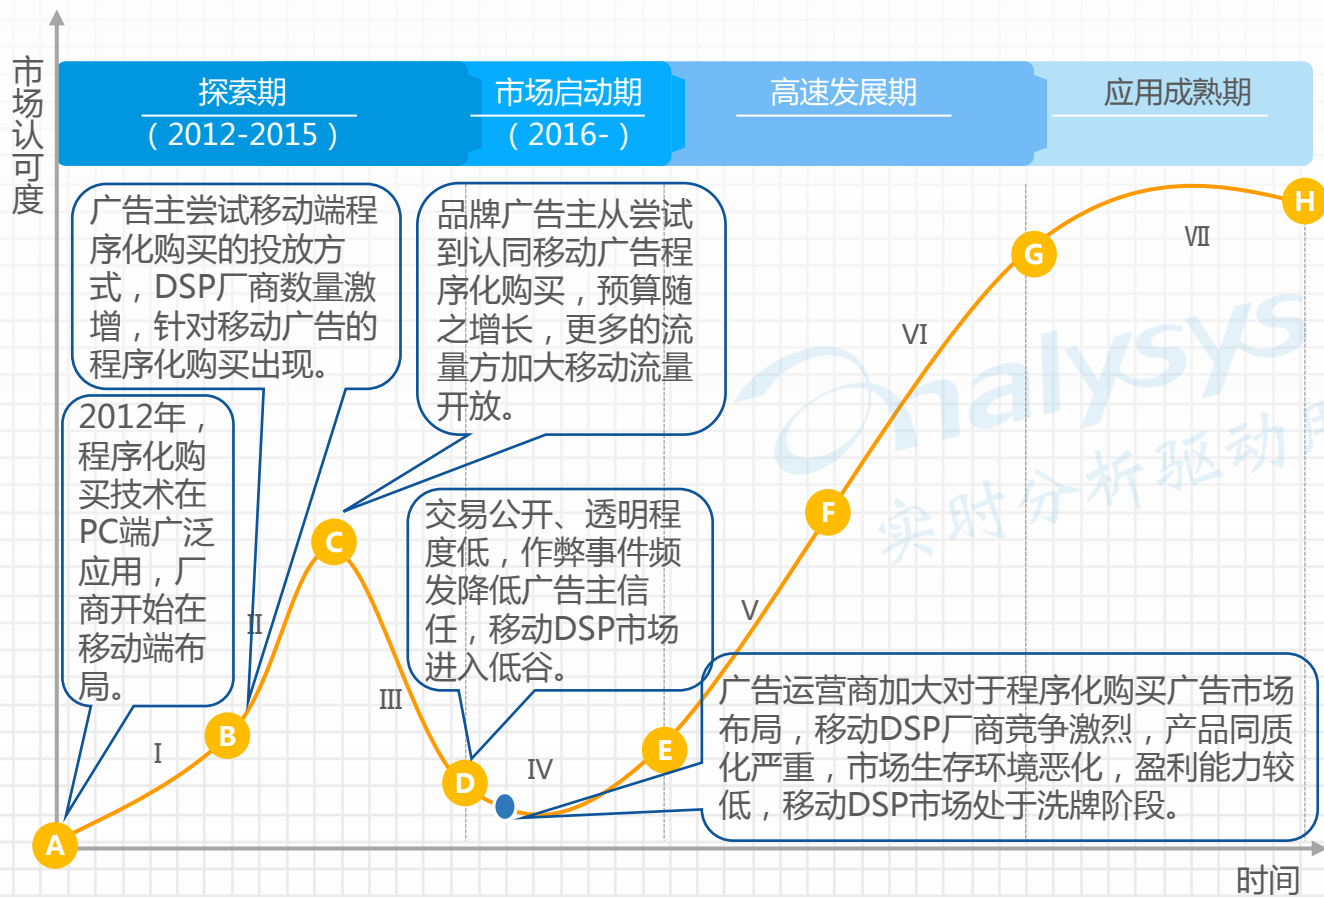 市场认可度
探索期
（2012-2015）
市场启动期
（2016-）
高速发展期
应用成熟期
广告主尝试移动端程
序化购买的投放方
式，DSP厂商数量激
增，针对移动广告的
程序化购买出现。
品牌广告主从尝试
到认同移动广告程
序化购买，预算随
之增长，更多的流
量方加大移动流量
开放。
2012年，
程序化购
买技术在
PC端广泛
应用，厂
商开始在
移动端布
局。
交易公开、透明程
度低，作弊事件频
发降低广告主信
任，移动DSP市场
进入低谷。
广告运营商加大对于程序化购买广告市场
布局，移动DSP厂商竞争激烈，产品同质
化严重，市场生存环境恶化，盈利能力较
低，移动DSP市场处于洗牌阶段。
A
Ⅰ
B
Ⅱ
C
Ⅲ
D
Ⅳ
E
Ⅴ
F
Ⅵ
G
Ⅶ
H
analysys
实时分析驱动用
时间